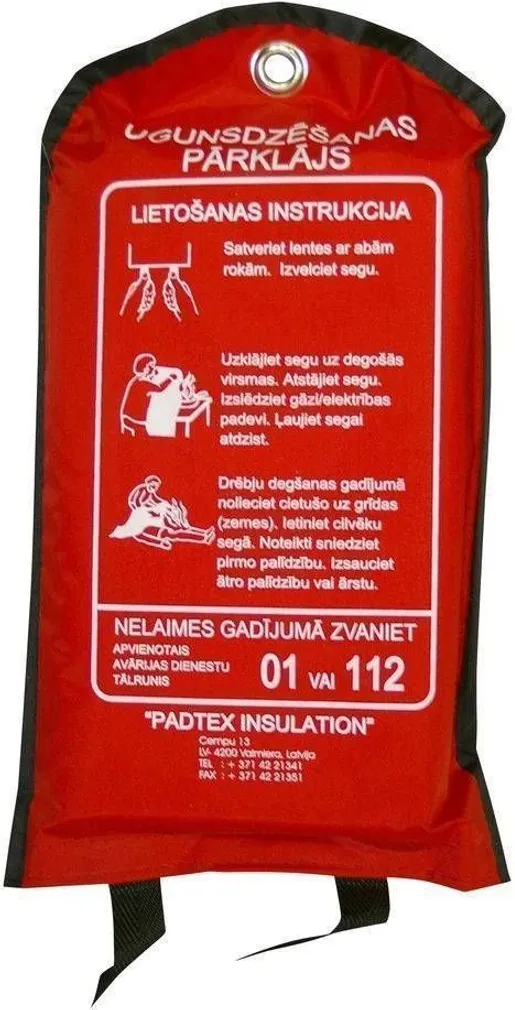 UGUNSDZĒŠANAS
PĀRKLĀJS
LIETOŠANAS INSTRUKCIJA
Satveriet lentes ar abām
rokām. Izvelciet segu.
Uzklājiet segu uz degošās
virsmas. Atstājiet segu.
Izslēdziet gāzi/elektrības
padevi. Ļaujiet segai
atdzist.
Drēbju degšanas gadījumā
nolieciet cietušo uz grīdas
(zemes). Ietiniet cilvēku
segā. Noteikti sniedziet
pirmo palīdzību. Izsauciet
ātro palīdzību vai ārstu.
NELAIMES GADĪJUMĀ ZVANIET
APVIENOTAIS
AVĀRIJAS DIENESTU
TĀLRUNIS
01 VAI 112
"PADTEX INSULATION"
Cempu 13
LV- 4200 Valmiera, Latvija
TEL : + 371 42 21341
FAX : + 371 42 21351